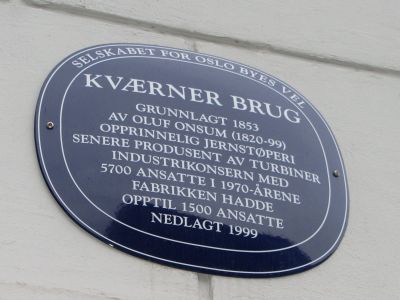 SELSKABET FOR OSLO BYES VEL
KVÆRNER BRUG
GRUNNLAGT 1853
AV OLUF ONSUM (1820-99)
OPPRINNELIG JERNSTØPERI
SENERE PRODUSENT AV TURBINER
INDUSTRIKONSERN MED
5700 ANSATTE I 1970-ÅRENE
FABRIKKEN HADDE
OPPTIL 1500 ANSATTE
NEDLAGT 1999